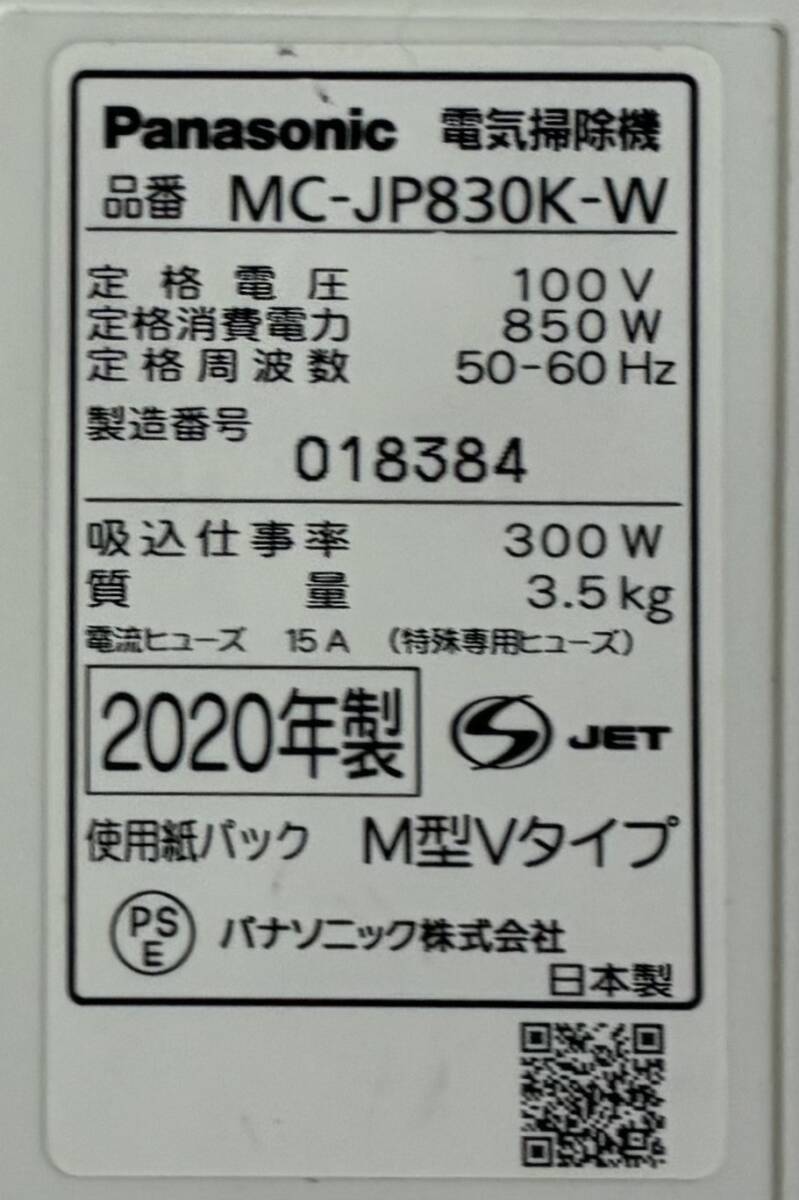 Panasonic 電気掃除機
品番 MC-JP830K-W
定格電圧 100V
定格消費電力 850W
定格周波数 50-60Hz
製造番号 018384
吸込仕事率 300W
質量 3.5kg
電流ヒューズ 15A (特殊専用ヒューズ)
2020年製 S JET
使用紙パック M型Vタイプ
PSE パナソニック株式会社
日本製